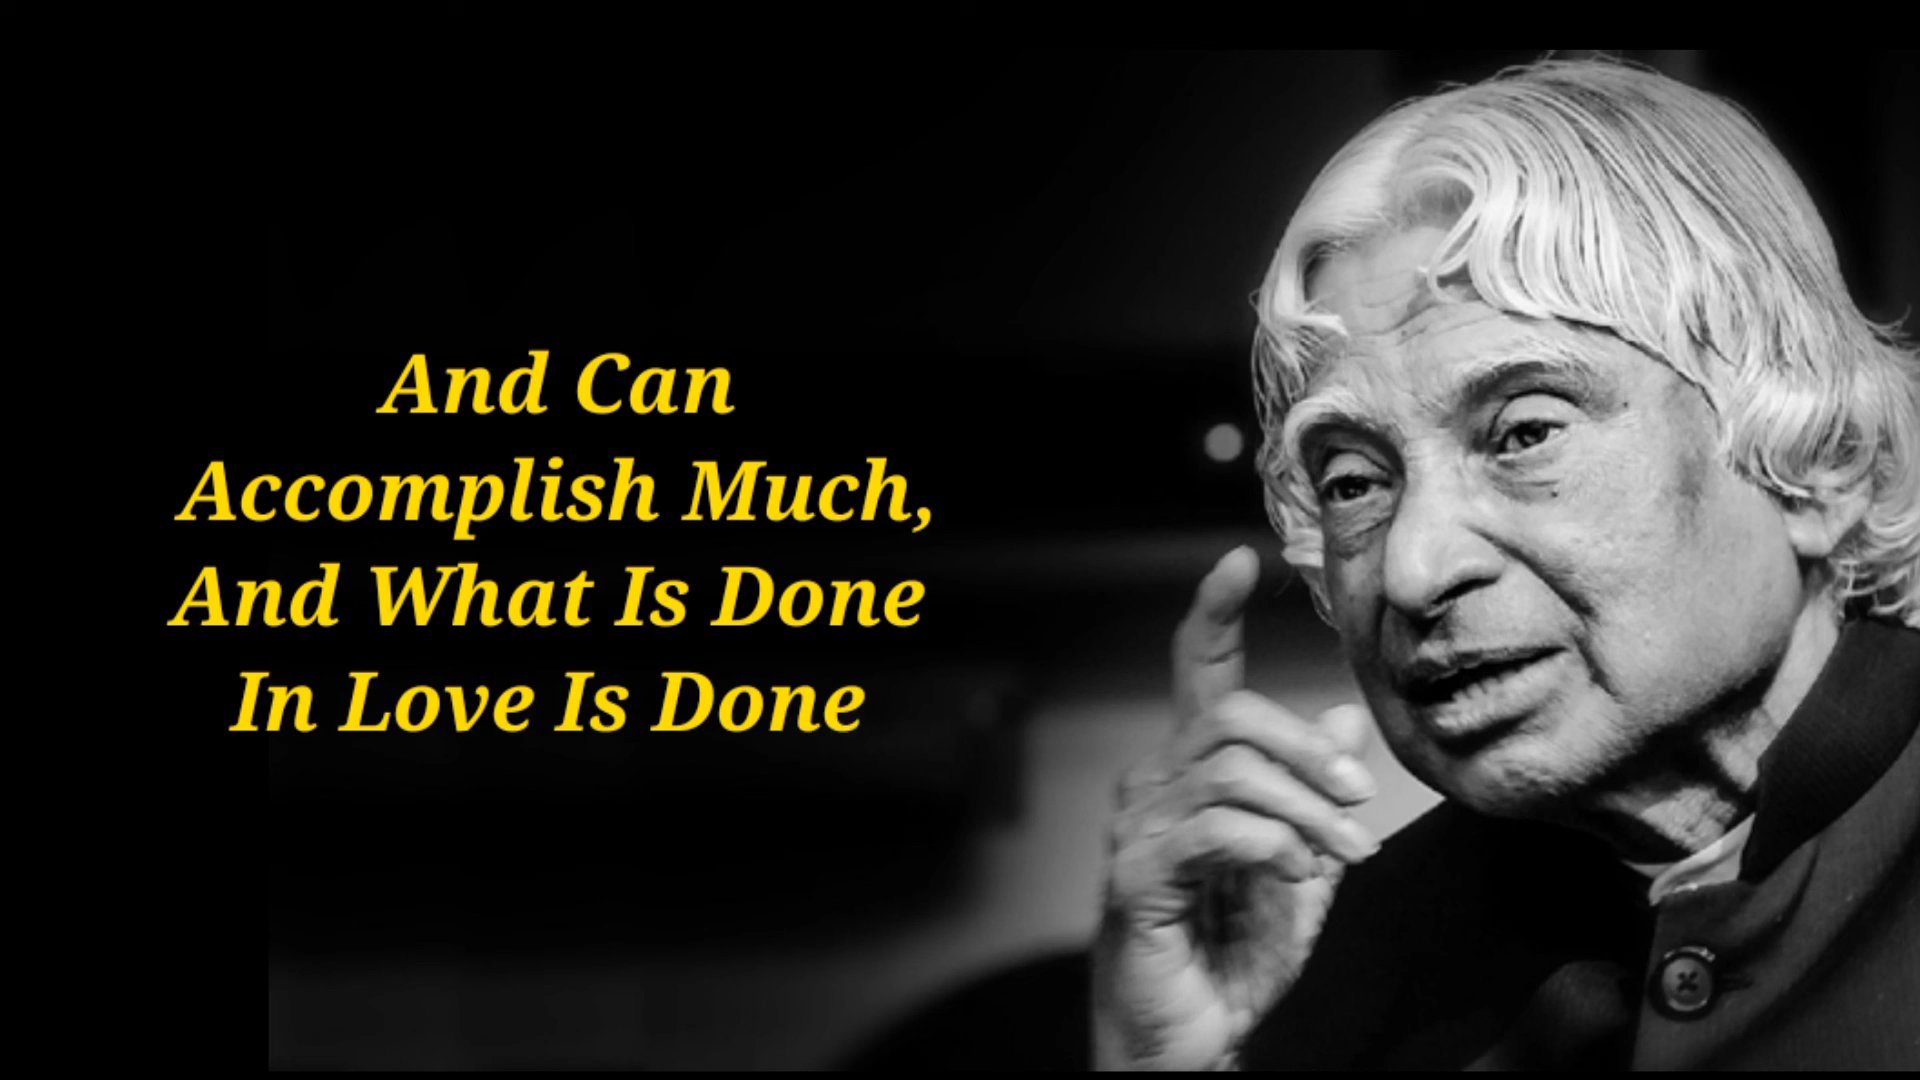 And Can
Accomplish Much,
And What Is Done
In Love Is Done